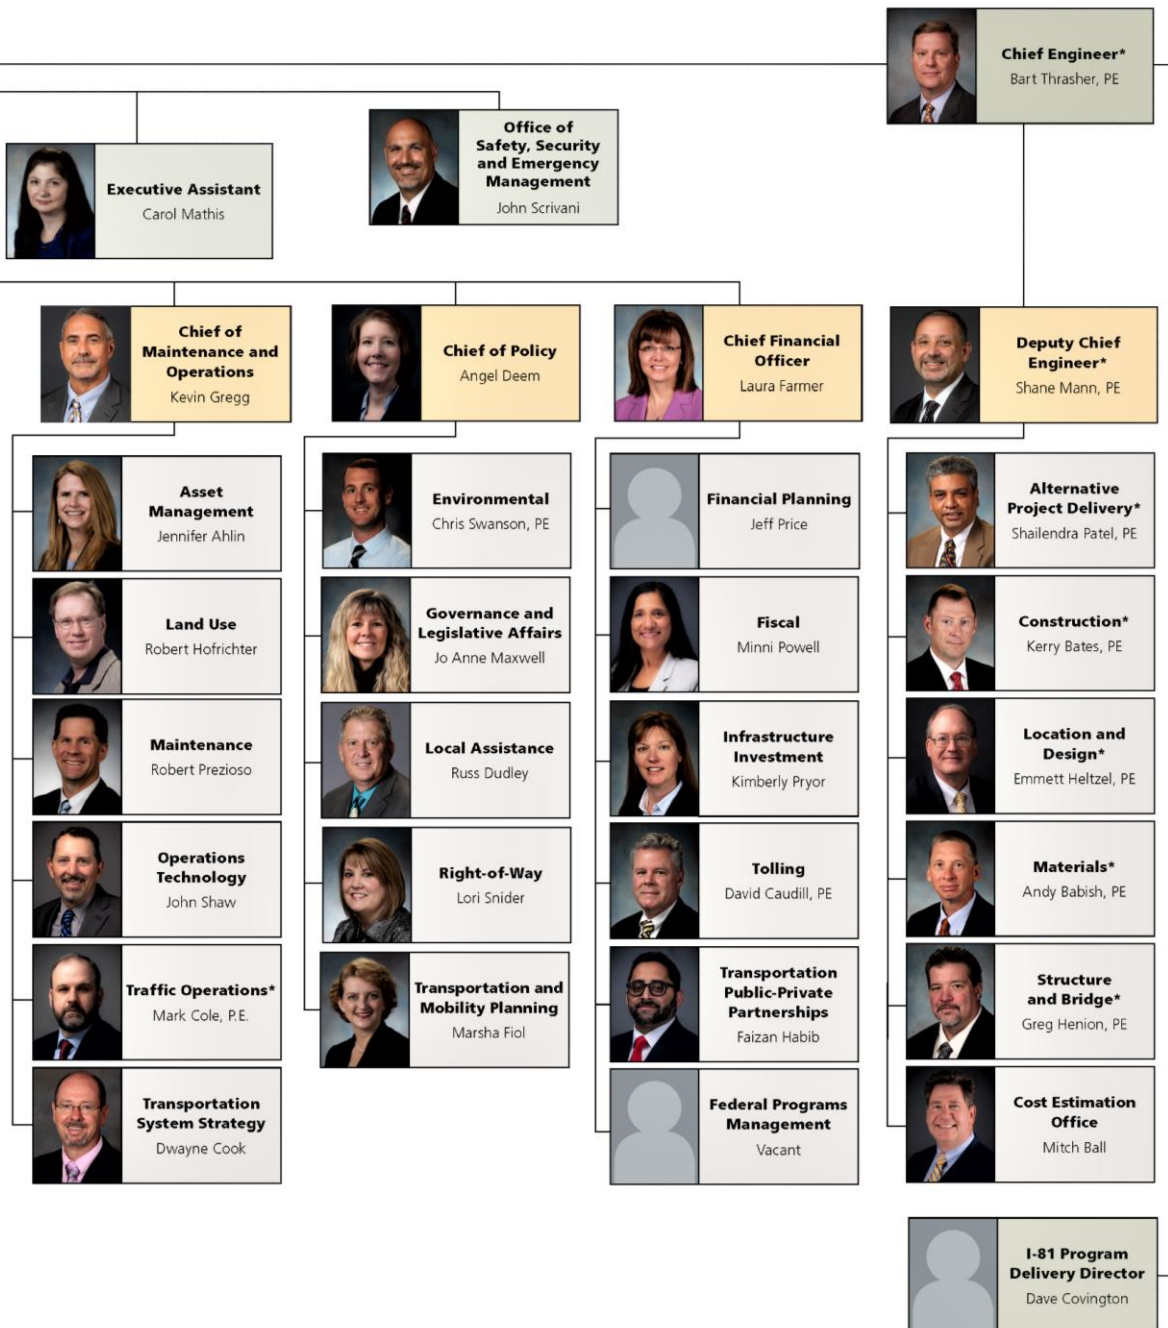 Chief Engineer*
Bart Thrasher, PE
Executive Assistant
Carol Mathis
Office of
Safety, Security
and Emergency
Management
John Scrivani
Chief of
Maintenance and
Operations
Kevin Gregg
Chief of Policy
Angel Deem
Chief Financial
Officer
Laura Farmer
Deputy Chief
Engineer*
Shane Mann, PE
Asset
Management
Jennifer Ahlin
Land Use
Robert Hofrichter
Maintenance
Robert Prezioso
Operations
Technology
John Shaw
Traffic Operations*
Mark Cole, P.E.
Transportation
System Strategy
Dwayne Cook
Environmental
Chris Swanson, PE
Governance and
Legislative Affairs
Jo Anne Maxwell
Local Assistance
Russ Dudley
Right-of-Way
Lori Snider
Transportation and
Mobility Planning
Marsha Fiol
Financial Planning
Jeff Price
Fiscal
Minni Powell
Infrastructure
Investment
Kimberly Pryor
Tolling
David Caudill, PE
Transportation
Public-Private
Partnerships
Faizan Habib
Federal Programs
Management
Vacant
Alternative
Project Delivery*
Shailendra Patel, PE
Construction*
Kerry Bates, PE
Location and
Design*
Emmett Heltzel, PE
Materials*
Andy Babish, PE
Structure
and Bridge*
Greg Henion, PE
Cost Estimation
Office
Mitch Ball
I-81 Program
Delivery Director
Dave Covington